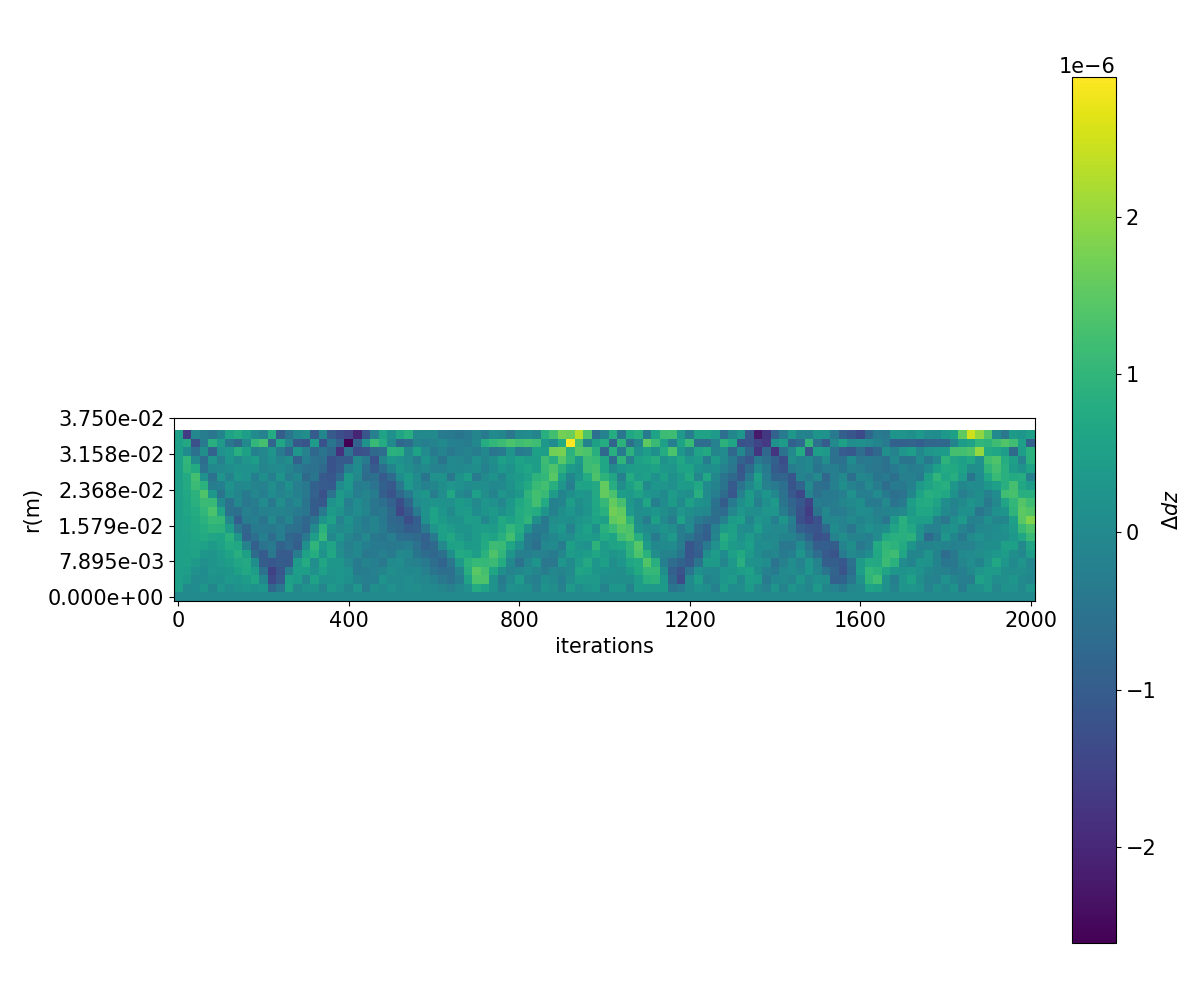 1e−6
3.750e-02
3.158e-02
2.368e-02
1.579e-02
7.895e-03
0.000e+00
r(m)
0 400 800 1200 1600 2000
iterations
2
1
0
−1
−2
Δdz